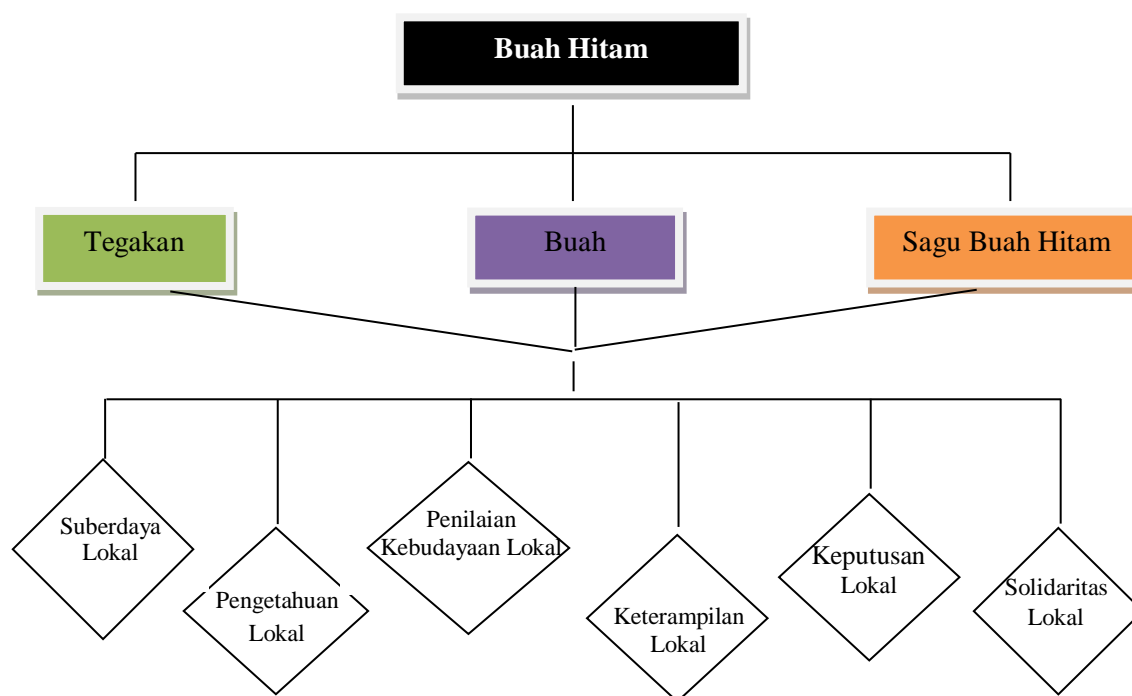 Buah Hitam
Tegakan
Buah
Sagu Buah Hitam
Suberdaya
Lokal
Pengetahuan
Lokal
Penilaian
Kebudayaan Lokal
Keterampilan
Lokal
Keputusan
Lokal
Solidaritas
Lokal